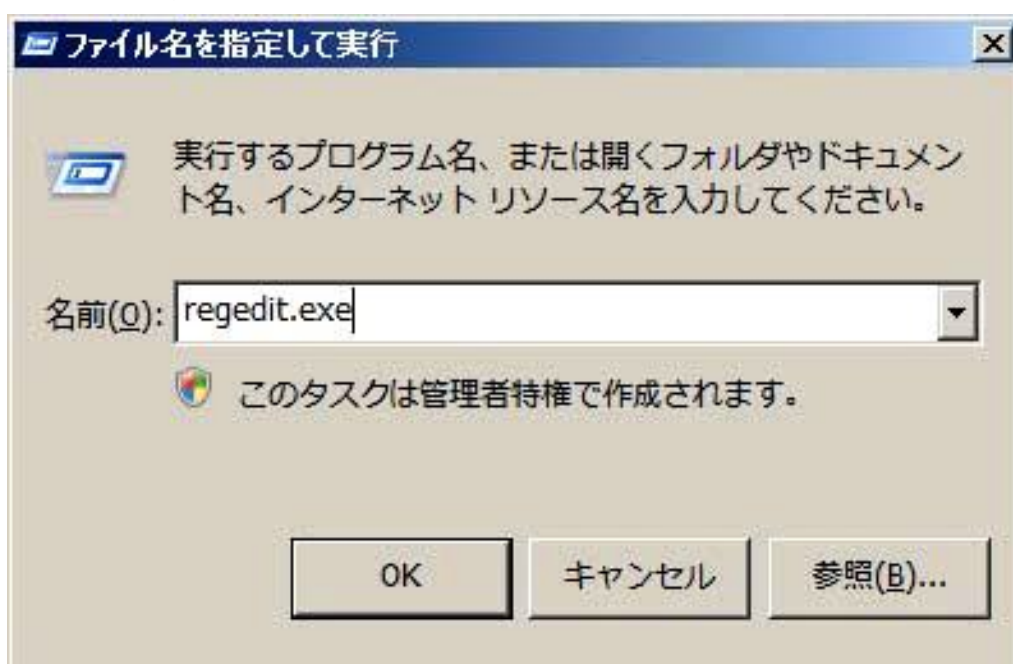 ファイル名を指定して実行
実行するプログラム名、または開くフォルダやドキュメン
ト名、インターネット リソース名を入力してください。
名前(O): regedit.exe
このタスクは管理者特権で作成されます。
OK キャンセル 参照(B)...